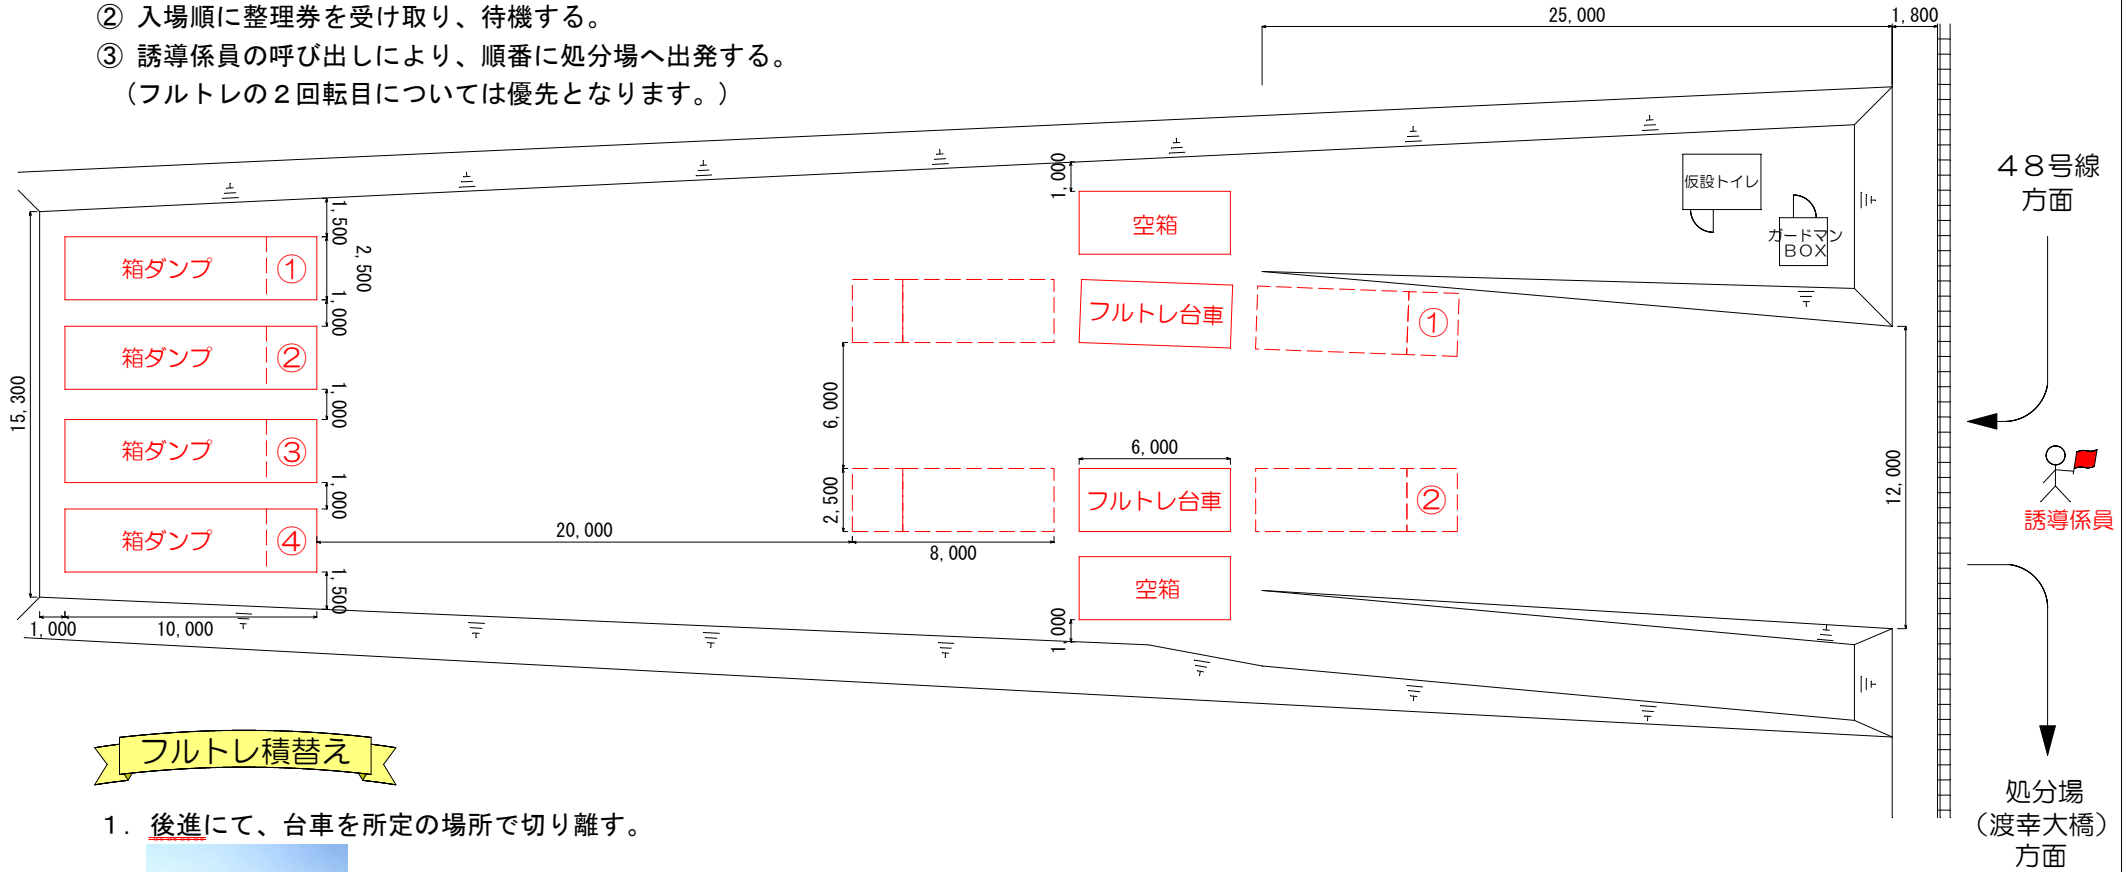 ② 入場順に整理券を受け取り、待機する。
③ 誘導係員の呼び出しにより、順番に処分場へ出発する。
（フルトレの２回転目については優先となります。）
25,000
1,800
48号線
方面
仮設トイレ
ガードマン
BOX
1,000
空箱
1,500
2,500
箱ダンプ ①
1,000
フルトレ台車
①
箱ダンプ ②
15,300
6,000
1,000
箱ダンプ ③
6,000
12,000
誘導係員
1,000
2,500
フルトレ台車
②
箱ダンプ ④
20,000
8,000
空箱
1,500
1,000
10,000
1,000
フルトレ積替え
処分場
（渡幸大橋）
方面
１. 後進にて、台車を所定の場所で切り離す。